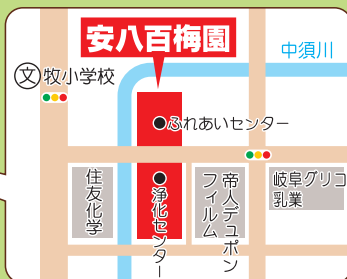 安八百梅園
中須川
文 牧小学校
ふれあいセンター
住友化学
浄化センター
帝人デュポン
フィルム
岐阜グリコ
乳業